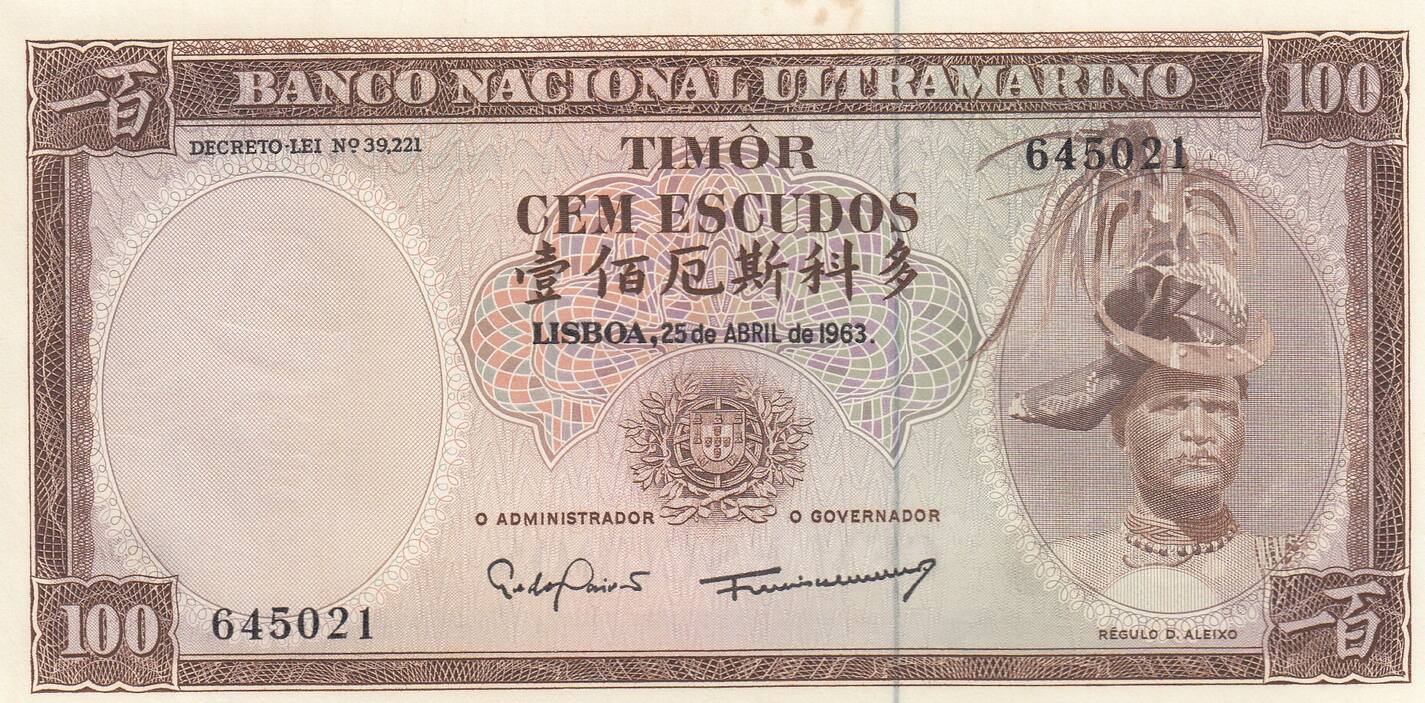 一百
BANCO NACIONAL ULTRAMARINO
100
DECRETO-LEI Nº 39,221
TIMÔR
645021
CEM ESCUDOS
壹佰厄斯科多
LISBOA, 25 de ABRIL de 1963.
O ADMINISTRADOR
O GOVERNADOR
100
645021
RÉGULO D. ALEIXO
一百